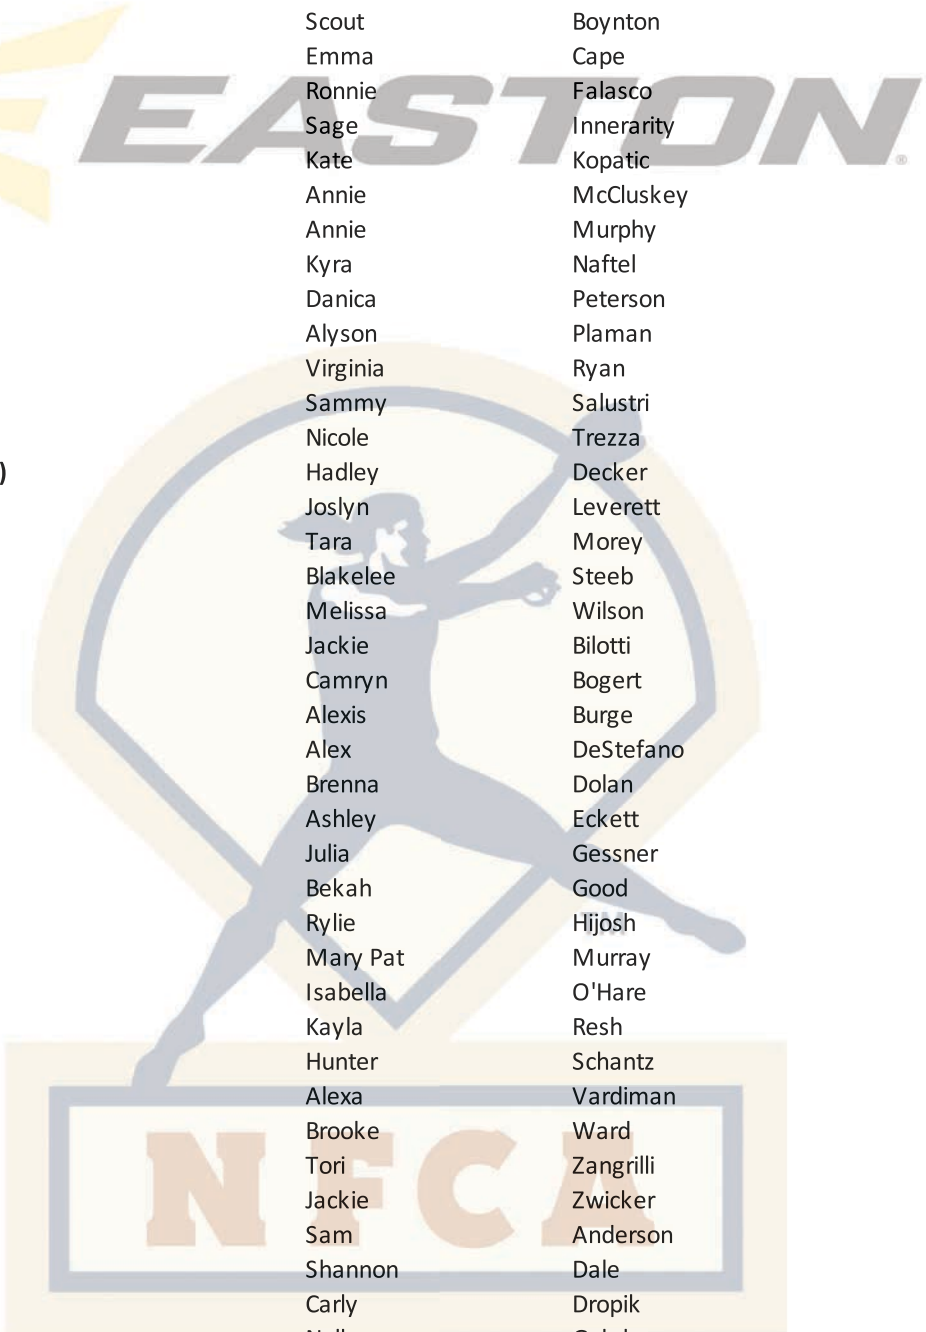 EASTON®
Scout Boynton
Emma Cape
Ronnie Falasco
Sage Innerarity
Kate Kopatic
Annie McCluskey
Annie Murphy
Kyra Naftel
Danica Peterson
Alyson Plaman
Virginia Ryan
Sammy Salustri
Nicole Trezza
) Hadley Decker
Joslyn Leverett
Tara Morey
Blakelee Steeb
Melissa Wilson
Jackie Bilotti
Camryn Bogert
Alexis Burge
Alex DeStefano
Brenna Dolan
Ashley Eckett
Julia Gessner
Bekah Good
Rylie Hijosh
TM
Mary Pat Murray
Isabella O'Hare
Kayla Resh
Hunter Schantz
Alexa Vardiman
Brooke Ward
Tori Zangrilli
NFCA
Jackie Zwicker
Sam Anderson
Shannon Dale
Carly Dropik